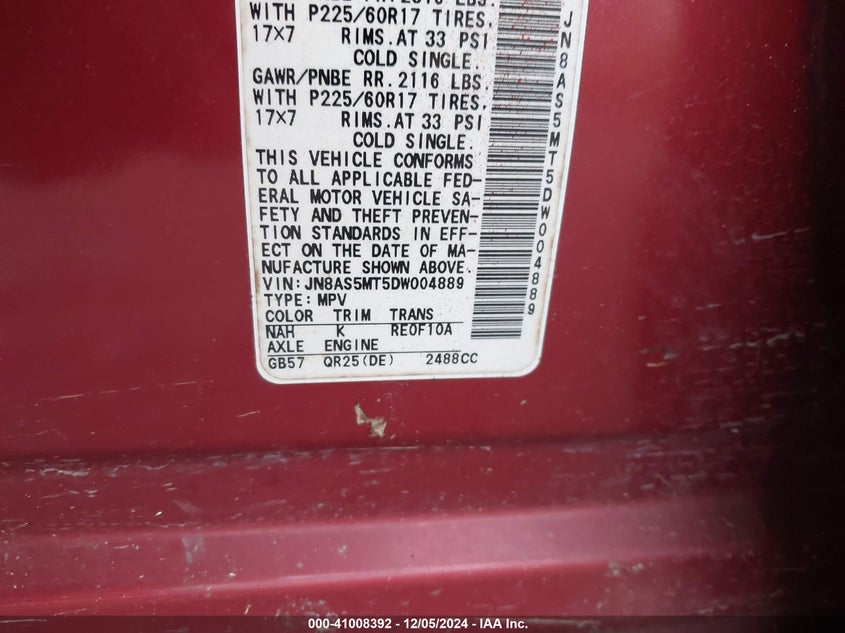 WITH P225/60R17 TIRES,
17×7 RIMS.AT 33 PSI
COLD SINGLE.
GAWR/PNBE RR.2116 LBS.
WITH P225/60R17 TIRES,
17×7 RIMS.AT 33 PSI
COLD SINGLE.
THIS VEHICLE CONFORMS
TO ALL APPLICABLE FED-
ERAL MOTOR VEHICLE SA-
FETY AND THEFT PREVEN-
TION STANDARDS IN EFF-
ECT ON THE DATE OF MA-
NUFACTURE SHOWN ABOVE.
VIN:JN8AS5MT5DW004889
TYPE:MPV
COLOR TRIM TRANS
NAH K RE0F10A
AXLE ENGINE
GB57 QR25(DE) 2488CC
JN8AS5MT5DW004889
000-41008392 - 12/05/2024 - IAA Inc.